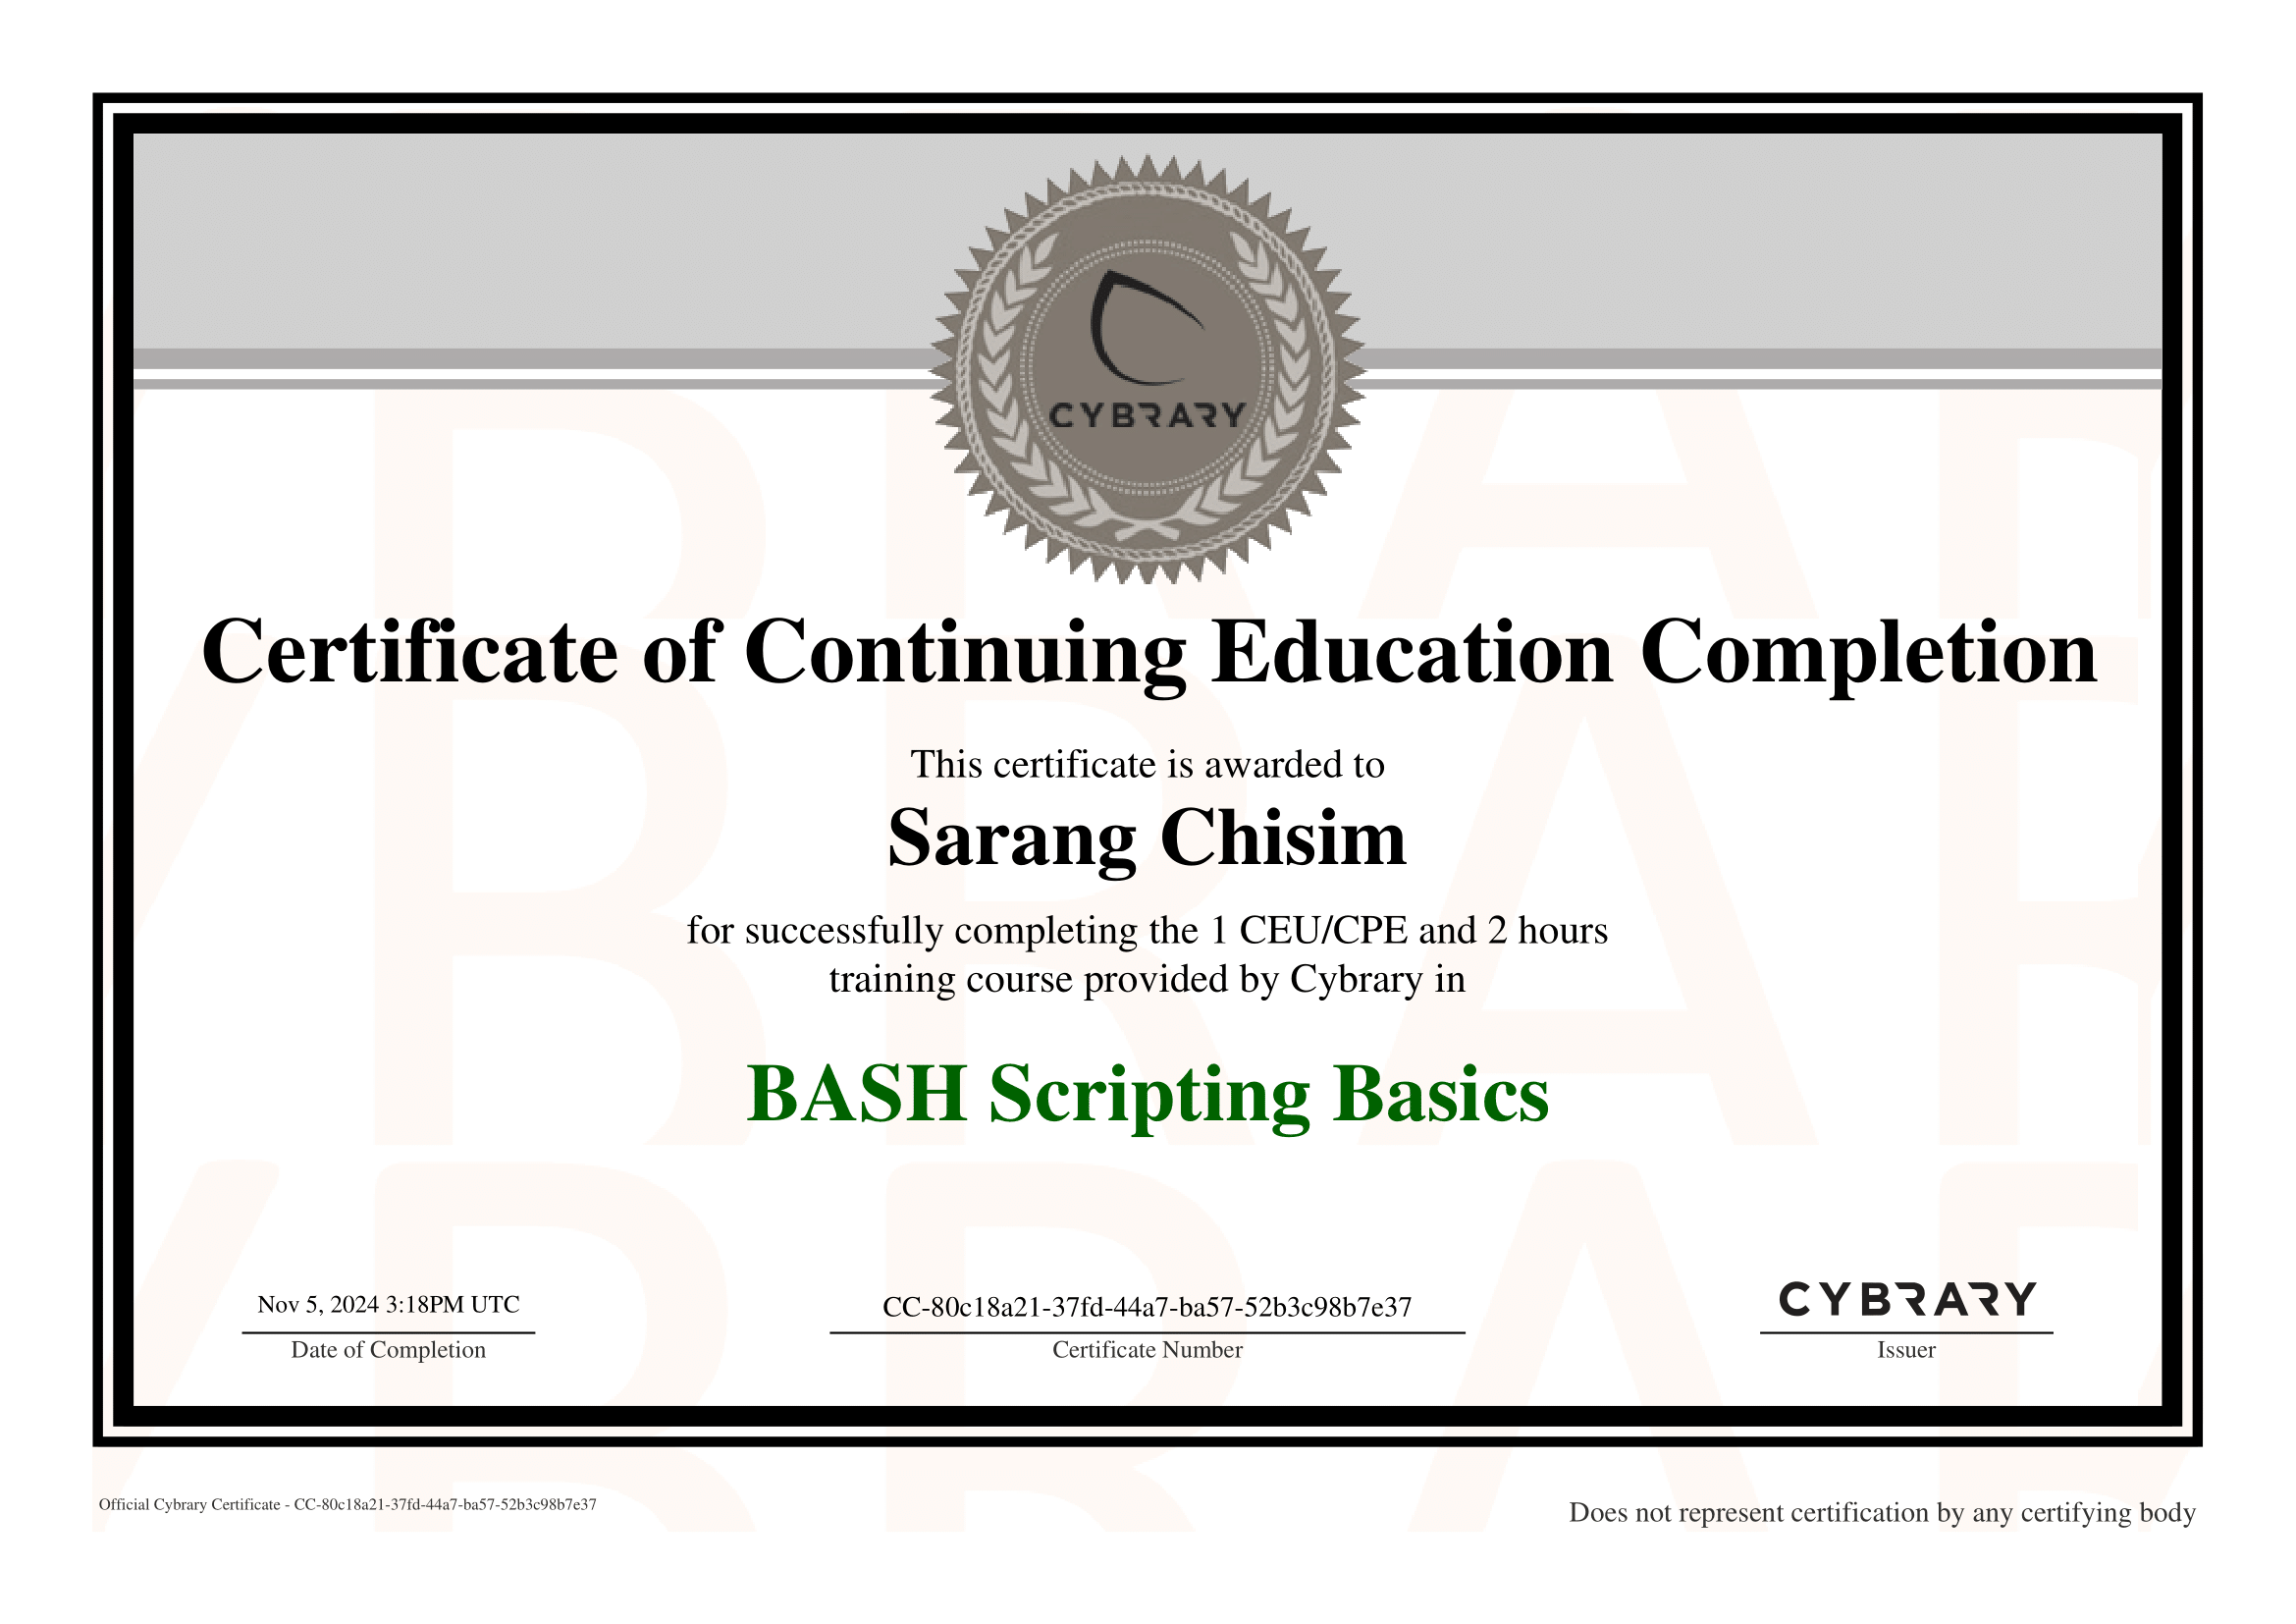 CYBRARY
Certificate of Continuing Education Completion
This certificate is awarded to
Sarang Chisim
for successfully completing the 1 CEU/CPE and 2 hours
training course provided by Cybrary in
BASH Scripting Basics
Nov 5, 2024 3:18PM UTC
Date of Completion
CC-80c18a21-37fd-44a7-ba57-52b3c98b7e37
Certificate Number
CYBRARY
Issuer
Official Cybrary Certificate - CC-80c18a21-37fd-44a7-ba57-52b3c98b7e37
Does not represent certification by any certifying body